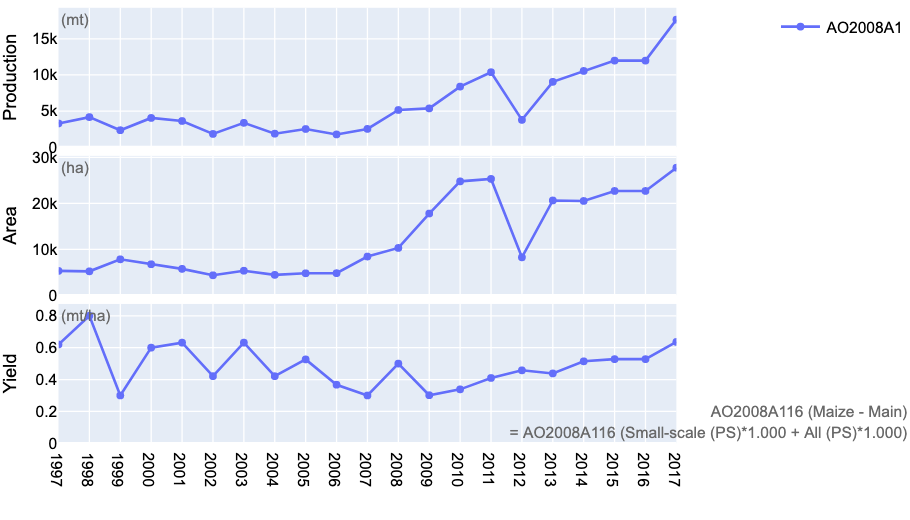 (mt)
AO2008A1
Production
15k
10k
5k
0
(ha)
Area
30k
20k
10k
0
(mt/ha)
Yield
0.8
0.6
0.4
0.2
0
AO2008A116 (Maize - Main)
= AO2008A116 (Small-scale (PS)*1.000 + All (PS)*1.000)
1997
1998
1999
2000
2001
2002
2003
2004
2005
2006
2007
2008
2009
2010
2011
2012
2013
2014
2015
2016
2017